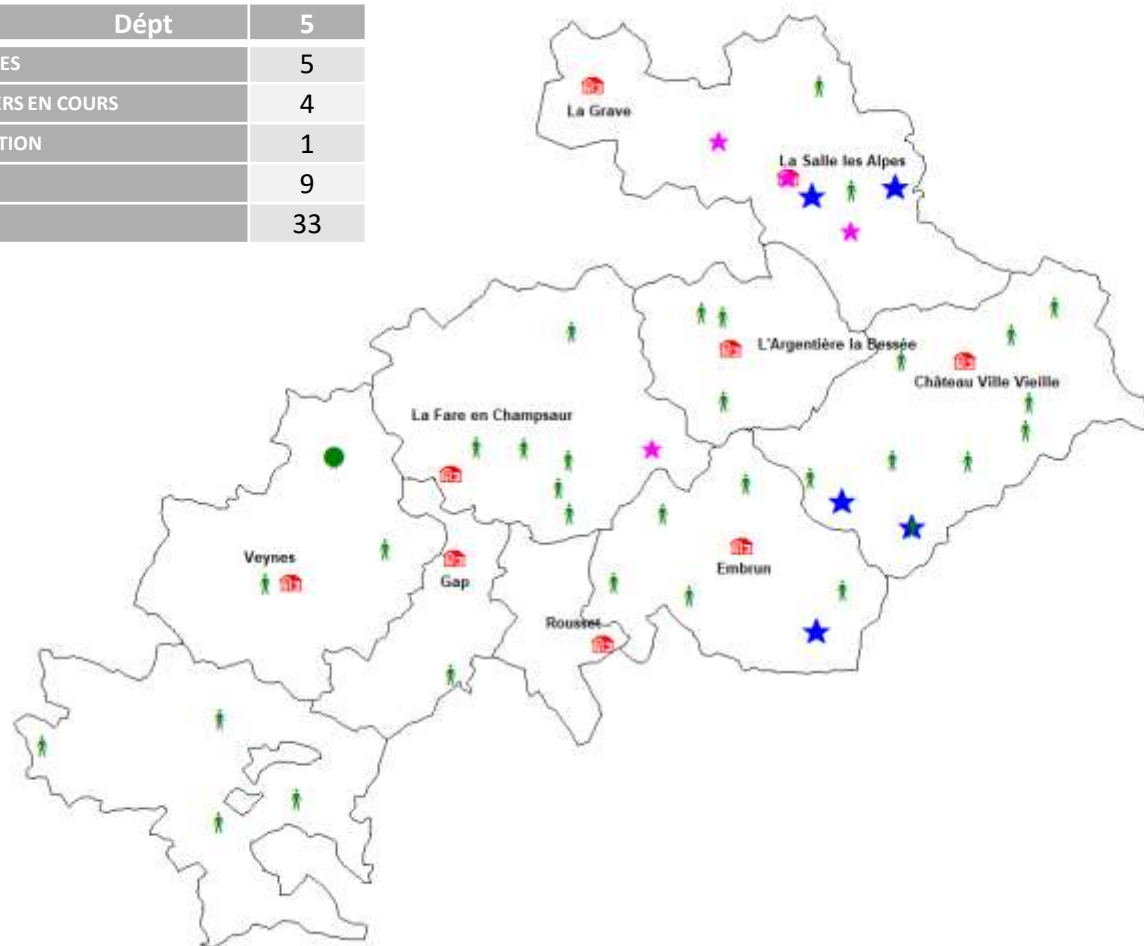 Dépt 5
ES 5
ERS EN COURS 4
TION 1
9
33
La Grave
La Salle les Alpes
L'Argentière la Bessée
Château Ville Vieille
La Fare en Champsaur
Veynes
Gap
Embrun
Rousset